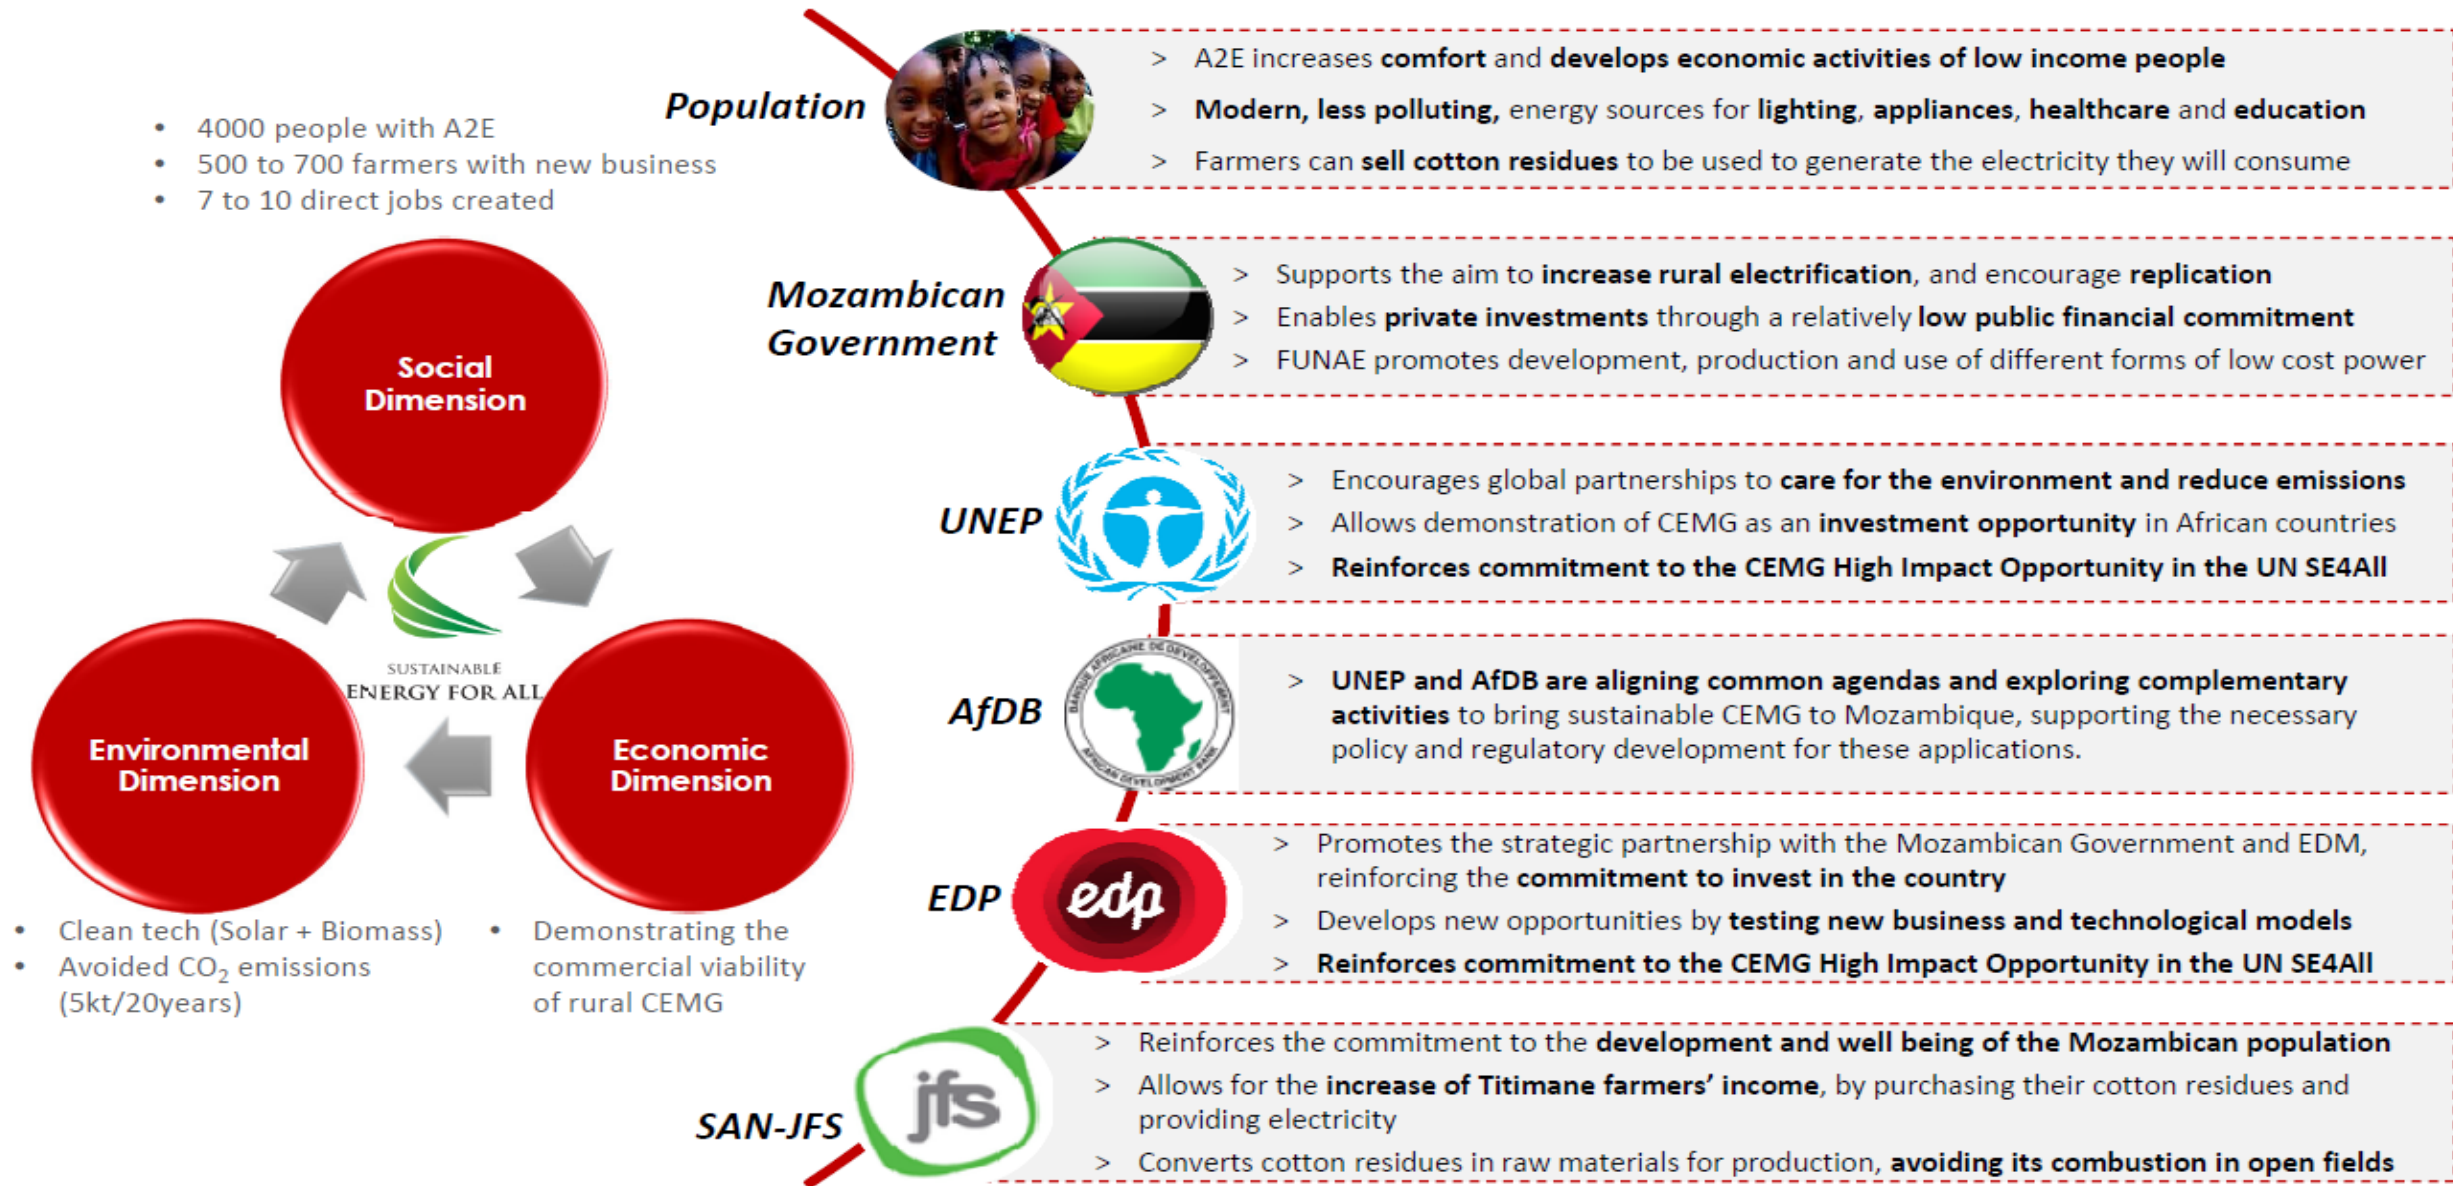 • 4000 people with A2E
• 500 to 700 farmers with new business
• 7 to 10 direct jobs created
Social
Dimension
SUSTAINABLE
ENERGY FOR ALL
Environmental
Dimension
Economic
Dimension
• Clean tech (Solar + Biomass)
• Avoided CO₂ emissions
(5kt/20years)
• Demonstrating the
commercial viability
of rural CEMG
Population
> A2E increases comfort and develops economic activities of low income people
> Modern, less polluting, energy sources for lighting, appliances, healthcare and education
> Farmers can sell cotton residues to be used to generate the electricity they will consume
Mozambican
Government
> Supports the aim to increase rural electrification, and encourage replication
> Enables private investments through a relatively low public financial commitment
> FUNAE promotes development, production and use of different forms of low cost power
UNEP
> Encourages global partnerships to care for the environment and reduce emissions
> Allows demonstration of CEMG as an investment opportunity in African countries
> Reinforces commitment to the CEMG High Impact Opportunity in the UN SE4All
AfDB
BANQUE AFRICAINE DE DEVELOPPEMENT
AFRICAN DEVELOPMENT BANK
> UNEP and AfDB are aligning common agendas and exploring complementary
activities to bring sustainable CEMG to Mozambique, supporting the necessary
policy and regulatory development for these applications.
EDP
edp
> Promotes the strategic partnership with the Mozambican Government and EDM,
reinforcing the commitment to invest in the country
> Develops new opportunities by testing new business and technological models
> Reinforces commitment to the CEMG High Impact Opportunity in the UN SE4All
SAN-JFS
jfs
> Reinforces the commitment to the development and well being of the Mozambican population
> Allows for the increase of Titimane farmers' income, by purchasing their cotton residues and
providing electricity
> Converts cotton residues in raw materials for production, avoiding its combustion in open fields